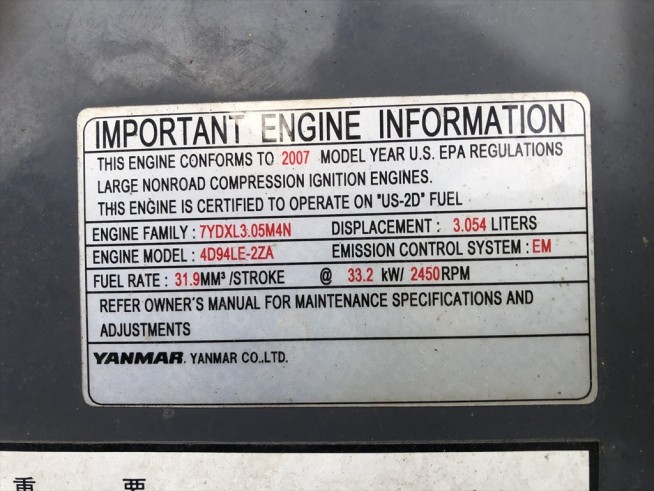 IMPORTANT ENGINE INFORMATION
THIS ENGINE CONFORMS TO 2007 MODEL YEAR U.S. EPA REGULATIONS
LARGE NONROAD COMPRESSION IGNITION ENGINES.
THIS ENGINE IS CERTIFIED TO OPERATE ON "US-2D" FUEL
ENGINE FAMILY : 7YDXL3.05M4N DISPLACEMENT : 3.054 LITERS
ENGINE MODEL : 4D94LE-2ZA EMISSION CONTROL SYSTEM : EM
FUEL RATE : 31.9MM³ /STROKE @ 33.2 kW/ 2450RPM
REFER OWNER'S MANUAL FOR MAINTENANCE SPECIFICATIONS AND
ADJUSTMENTS
YANMAR. YANMAR CO.,LTD.
重 要